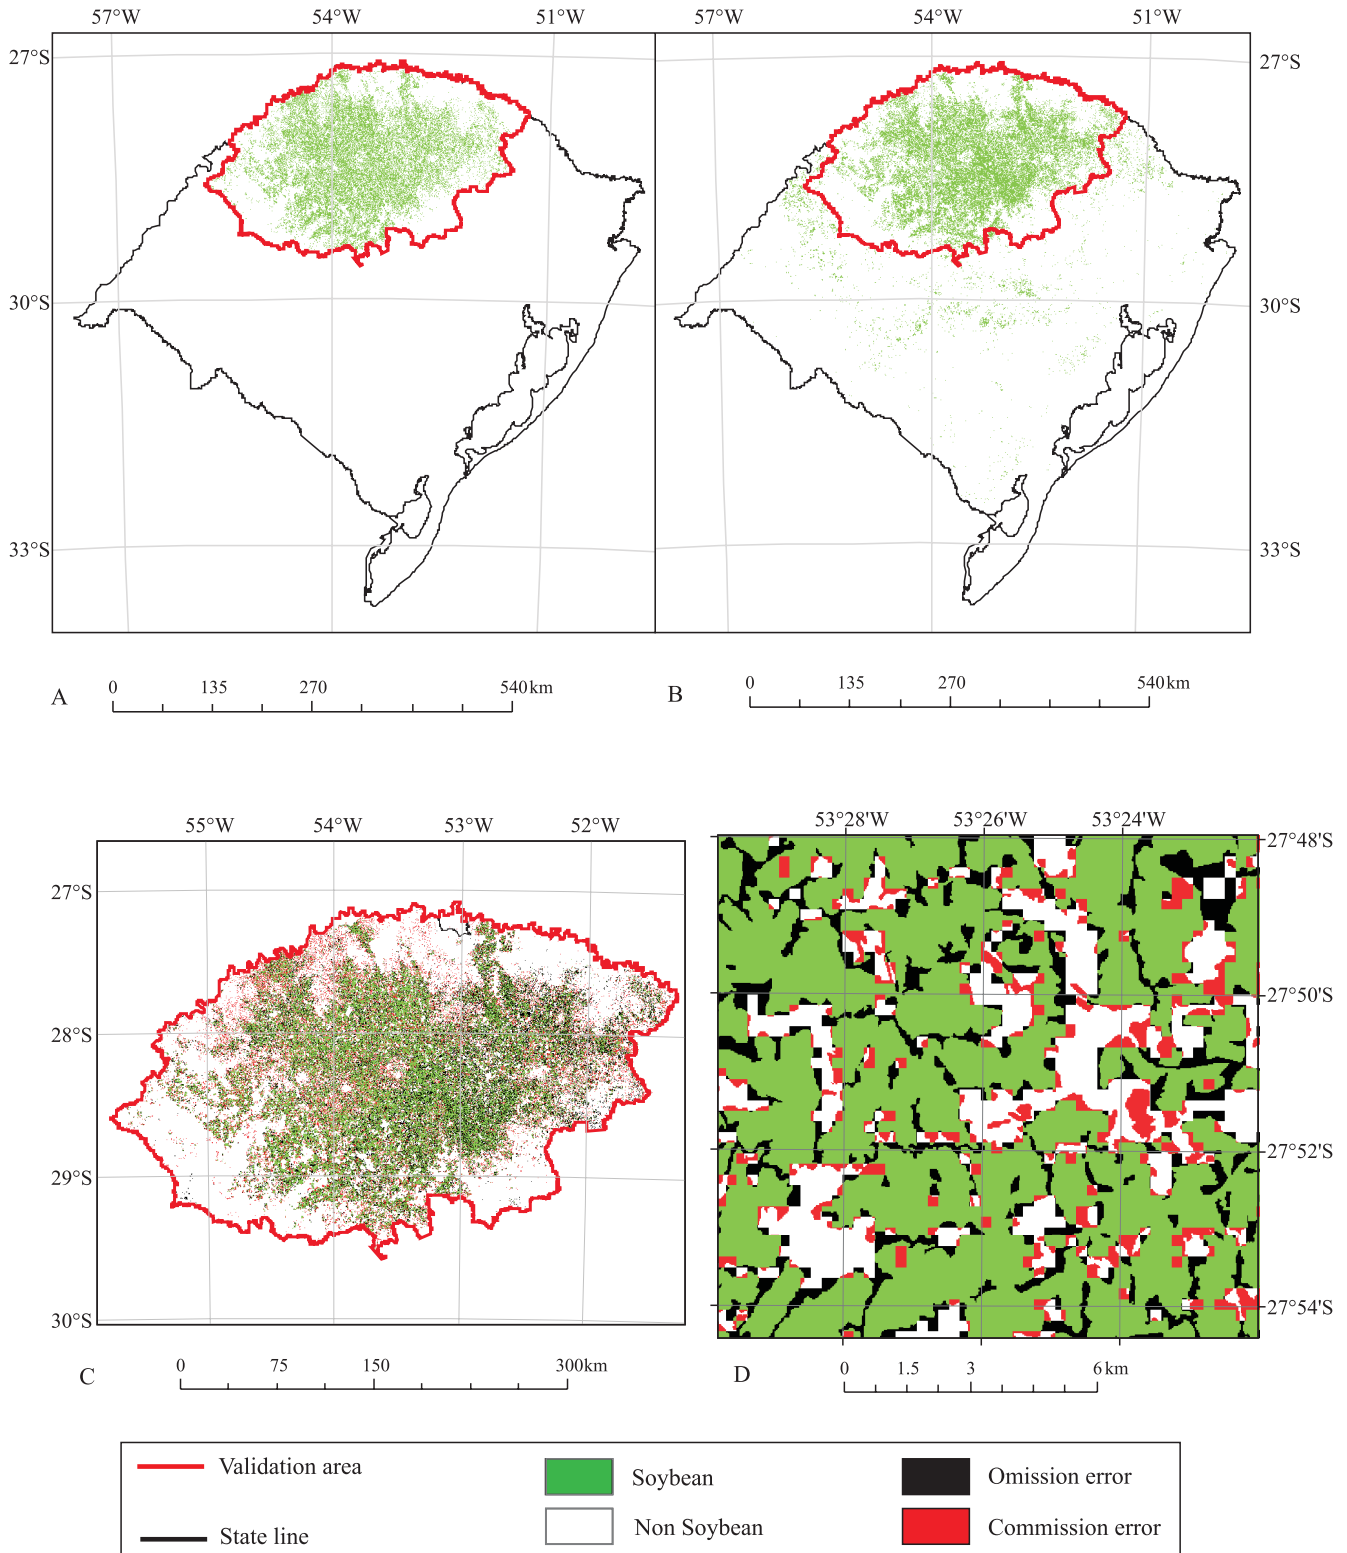 57°W 54°W 51°W 54°W 51°W
57°W
27°S
27°S
30°S
30°S
33°S
33°S
A 0 135 270 540km
B 0 135 270 540km
55°W 54°W 53°W 52°W
27°S
28°S
29°S
30°S
53°28'W 53°26'W 53°24'W
27°48'S
27°50'S
27°52'S
27°54'S
C 0 75 150 300km
D 0 1.5 3 6km
Validation area
State line
Soybean
Non Soybean
Omission error
Commission error